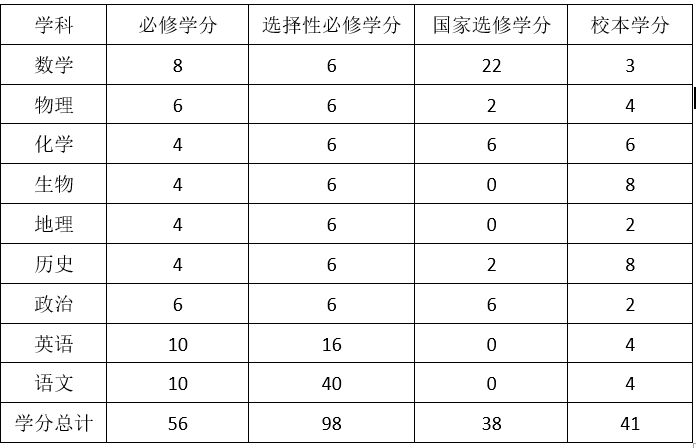 学科 必修学分 选择性必修学分 国家选修学分 校本学分
数学 8 6 22 3
物理 6 6 2 4
化学 4 6 6 6
生物 4 6 0 8
地理 4 6 0 2
历史 4 6 2 8
政治 6 6 6 2
英语 10 16 0 4
语文 10 40 0 4
学分总计 56 98 38 41